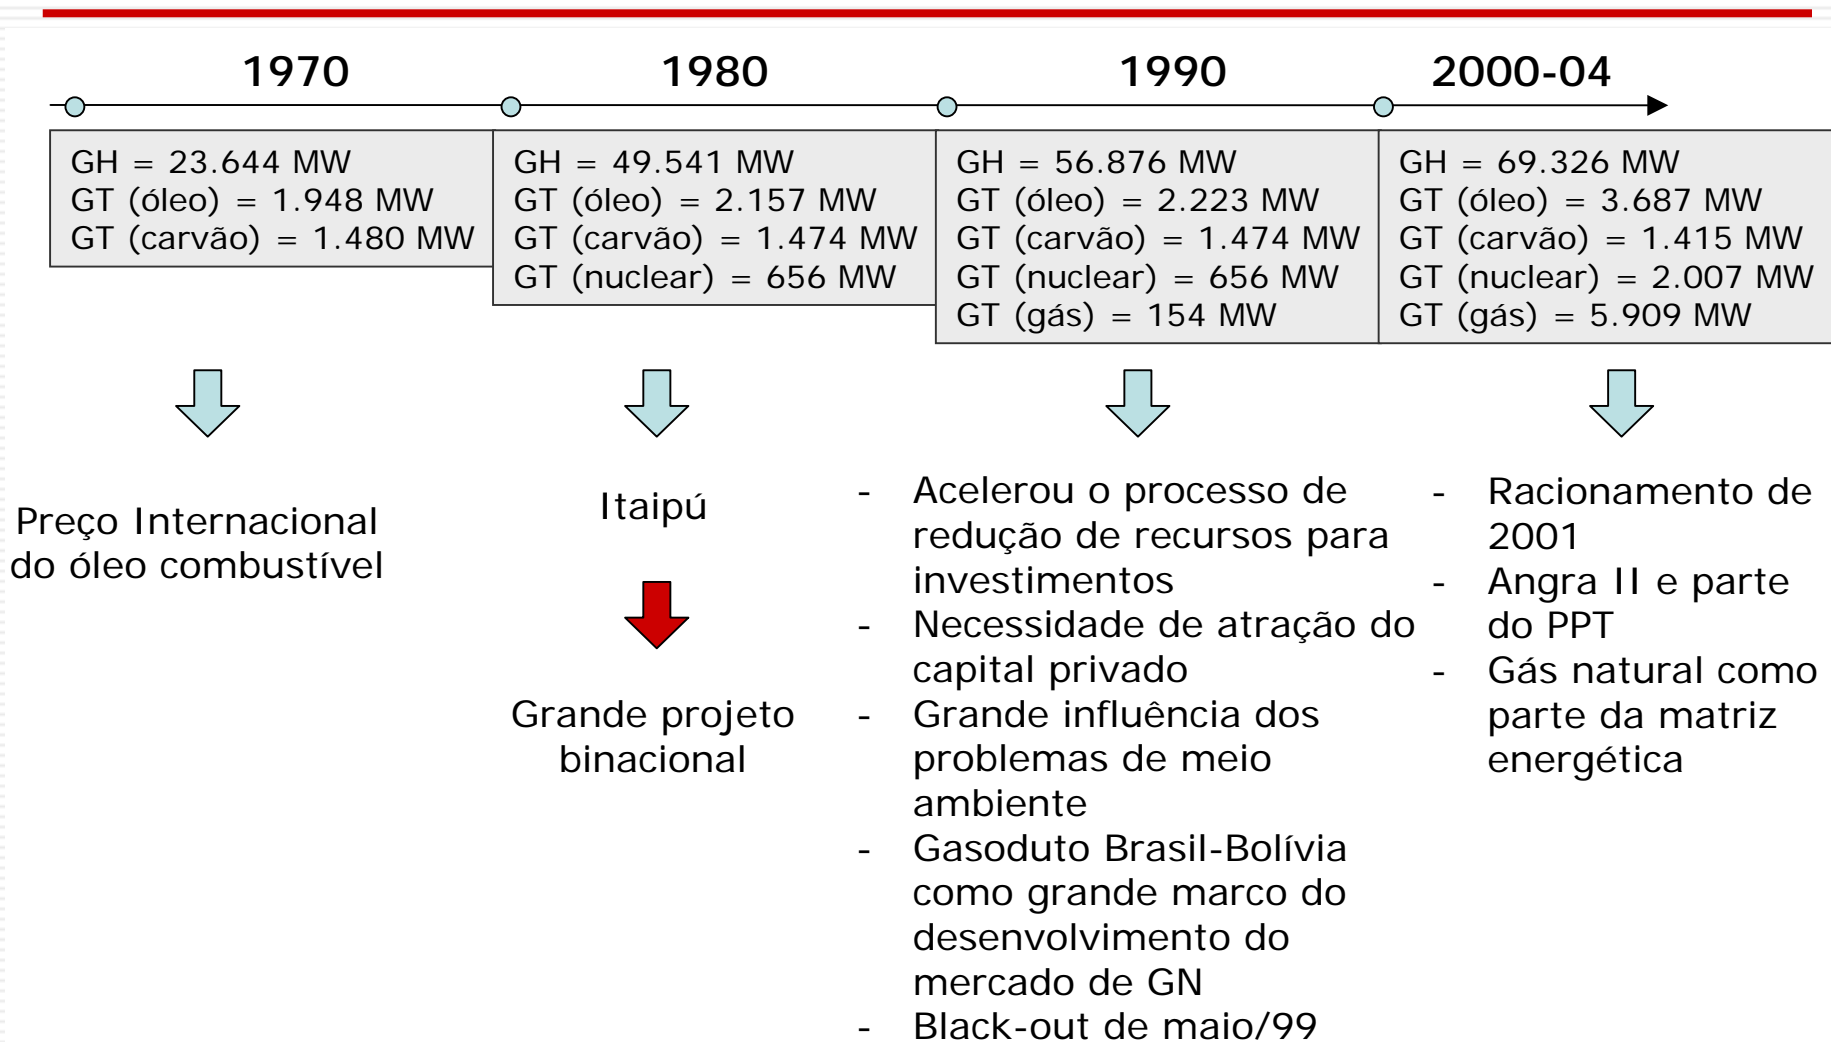 1970
1980
1990
2000-04
GH = 23.644 MW
GT (óleo) = 1.948 MW
GT (carvão) = 1.480 MW
GH = 49.541 MW
GT (óleo) = 2.157 MW
GT (carvão) = 1.474 MW
GT (nuclear) = 656 MW
GH = 56.876 MW
GT (óleo) = 2.223 MW
GT (carvão) = 1.474 MW
GT (nuclear) = 656 MW
GT (gás) = 154 MW
GH = 69.326 MW
GT (óleo) = 3.687 MW
GT (carvão) = 1.415 MW
GT (nuclear) = 2.007 MW
GT (gás) = 5.909 MW
Preço Internacional
do óleo combustível
Itaipú
Grande projeto
binacional
- Acelerou o processo de
redução de recursos para
investimentos
- Necessidade de atração do
capital privado
- Grande influência dos
problemas de meio
ambiente
- Gasoduto Brasil-Bolívia
como grande marco do
desenvolvimento do
mercado de GN
- Black-out de maio/99
- Racionamento de
2001
- Angra II e parte
do PPT
- Gás natural como
parte da matriz
energética